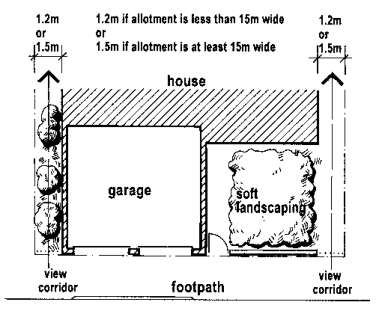 1.2m
or
1.5m
1.2m if allotment is less than 15m wide
or
1.5m if allotment is at least 15m wide
1.2m
or
1.5m
house
garage
soft
landscaping
view
corridor
footpath
view
corridor